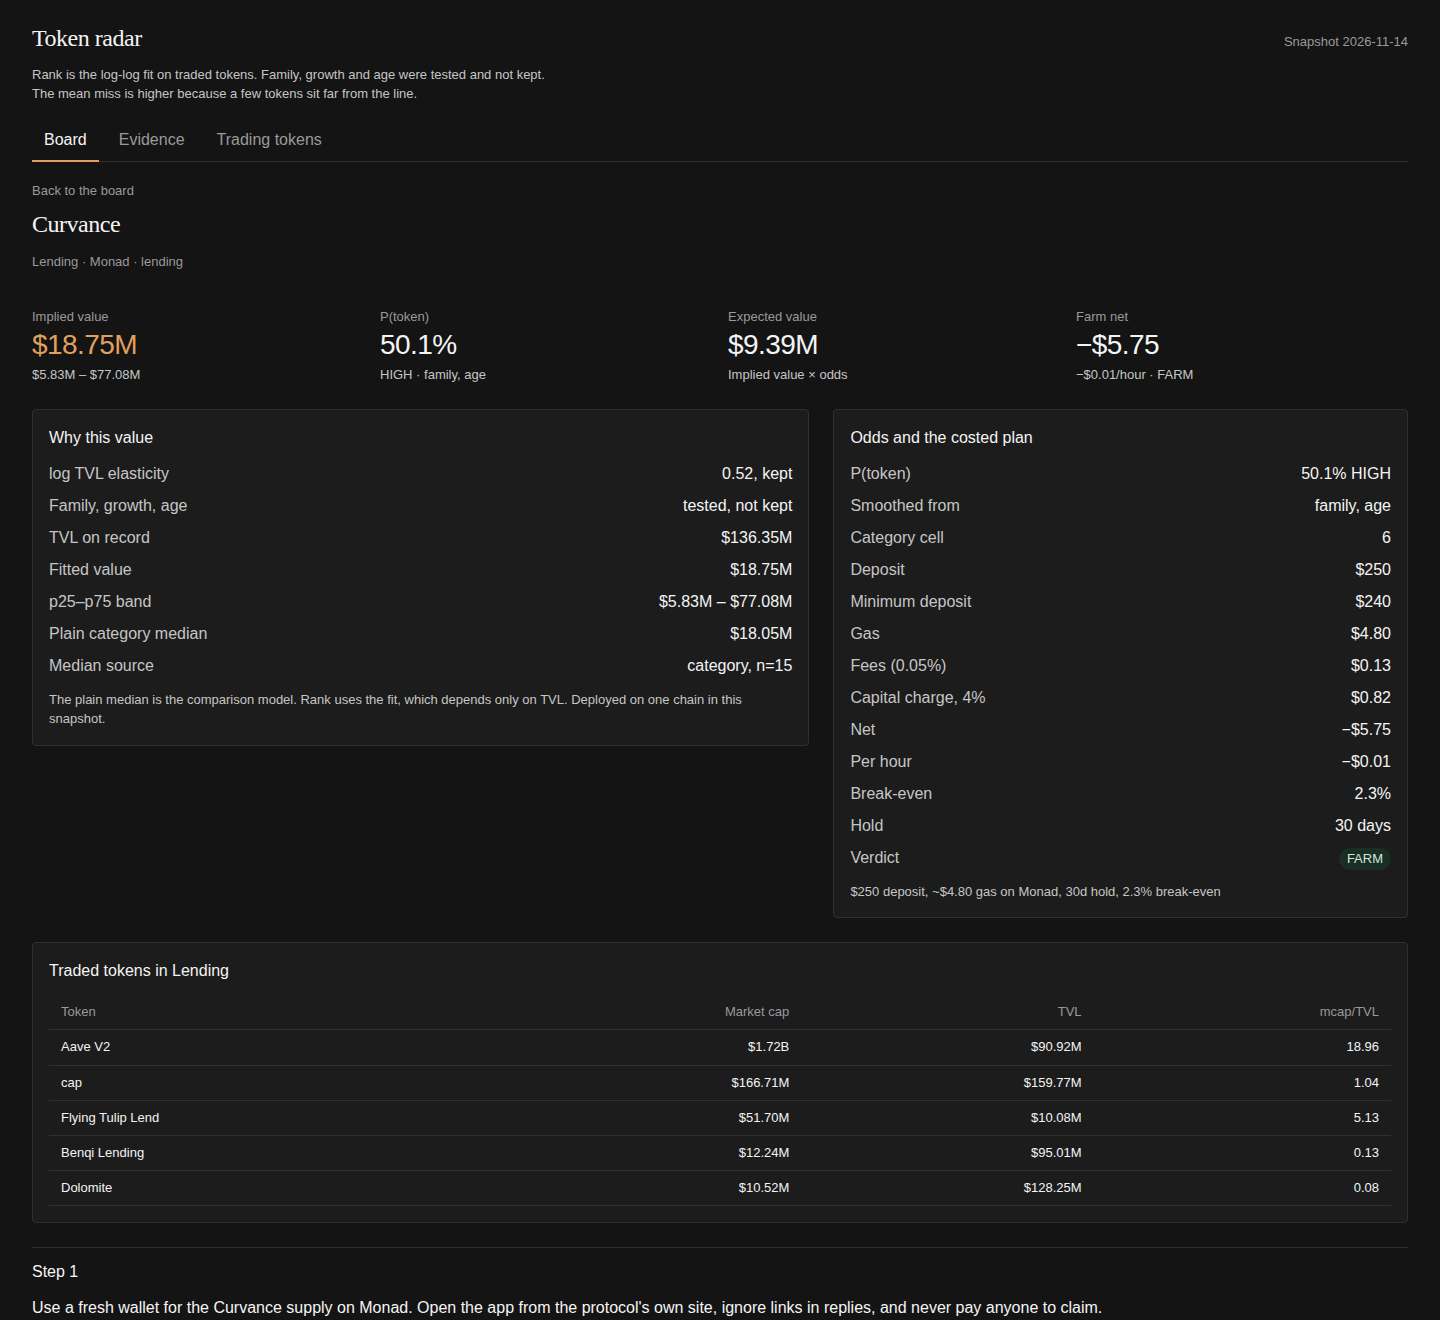 Token radar
Snapshot 2026-11-14
Rank is the log-log fit on traded tokens. Family, growth and age were tested and not kept.
The mean miss is higher because a few tokens sit far from the line.
Board Evidence Trading tokens
Back to the board
Curvance
Lending · Monad · lending
Implied value
$18.75M
$5.83M – $77.08M
P(token)
50.1%
HIGH · family, age
Expected value
$9.39M
Implied value × odds
Farm net
−$5.75
−$0.01/hour · FARM
Why this value
log TVL elasticity 0.52, kept
Family, growth, age tested, not kept
TVL on record $136.35M
Fitted value $18.75M
p25–p75 band $5.83M – $77.08M
Plain category median $18.05M
Median source category, n=15
The plain median is the comparison model. Rank uses the fit, which depends only on TVL. Deployed on one chain in this
snapshot.
Odds and the costed plan
P(token) 50.1% HIGH
Smoothed from family, age
Category cell 6
Deposit $250
Minimum deposit $240
Gas $4.80
Fees (0.05%) $0.13
Capital charge, 4% $0.82
Net −$5.75
Per hour −$0.01
Break-even 2.3%
Hold 30 days
Verdict FARM
$250 deposit, ~$4.80 gas on Monad, 30d hold, 2.3% break-even
Traded tokens in Lending
Token Market cap TVL mcap/TVL
Aave V2 $1.72B $90.92M 18.96
cap $166.71M $159.77M 1.04
Flying Tulip Lend $51.70M $10.08M 5.13
Benqi Lending $12.24M $95.01M 0.13
Dolomite $10.52M $128.25M 0.08
Step 1
Use a fresh wallet for the Curvance supply on Monad. Open the app from the protocol's own site, ignore links in replies, and never pay anyone to claim.